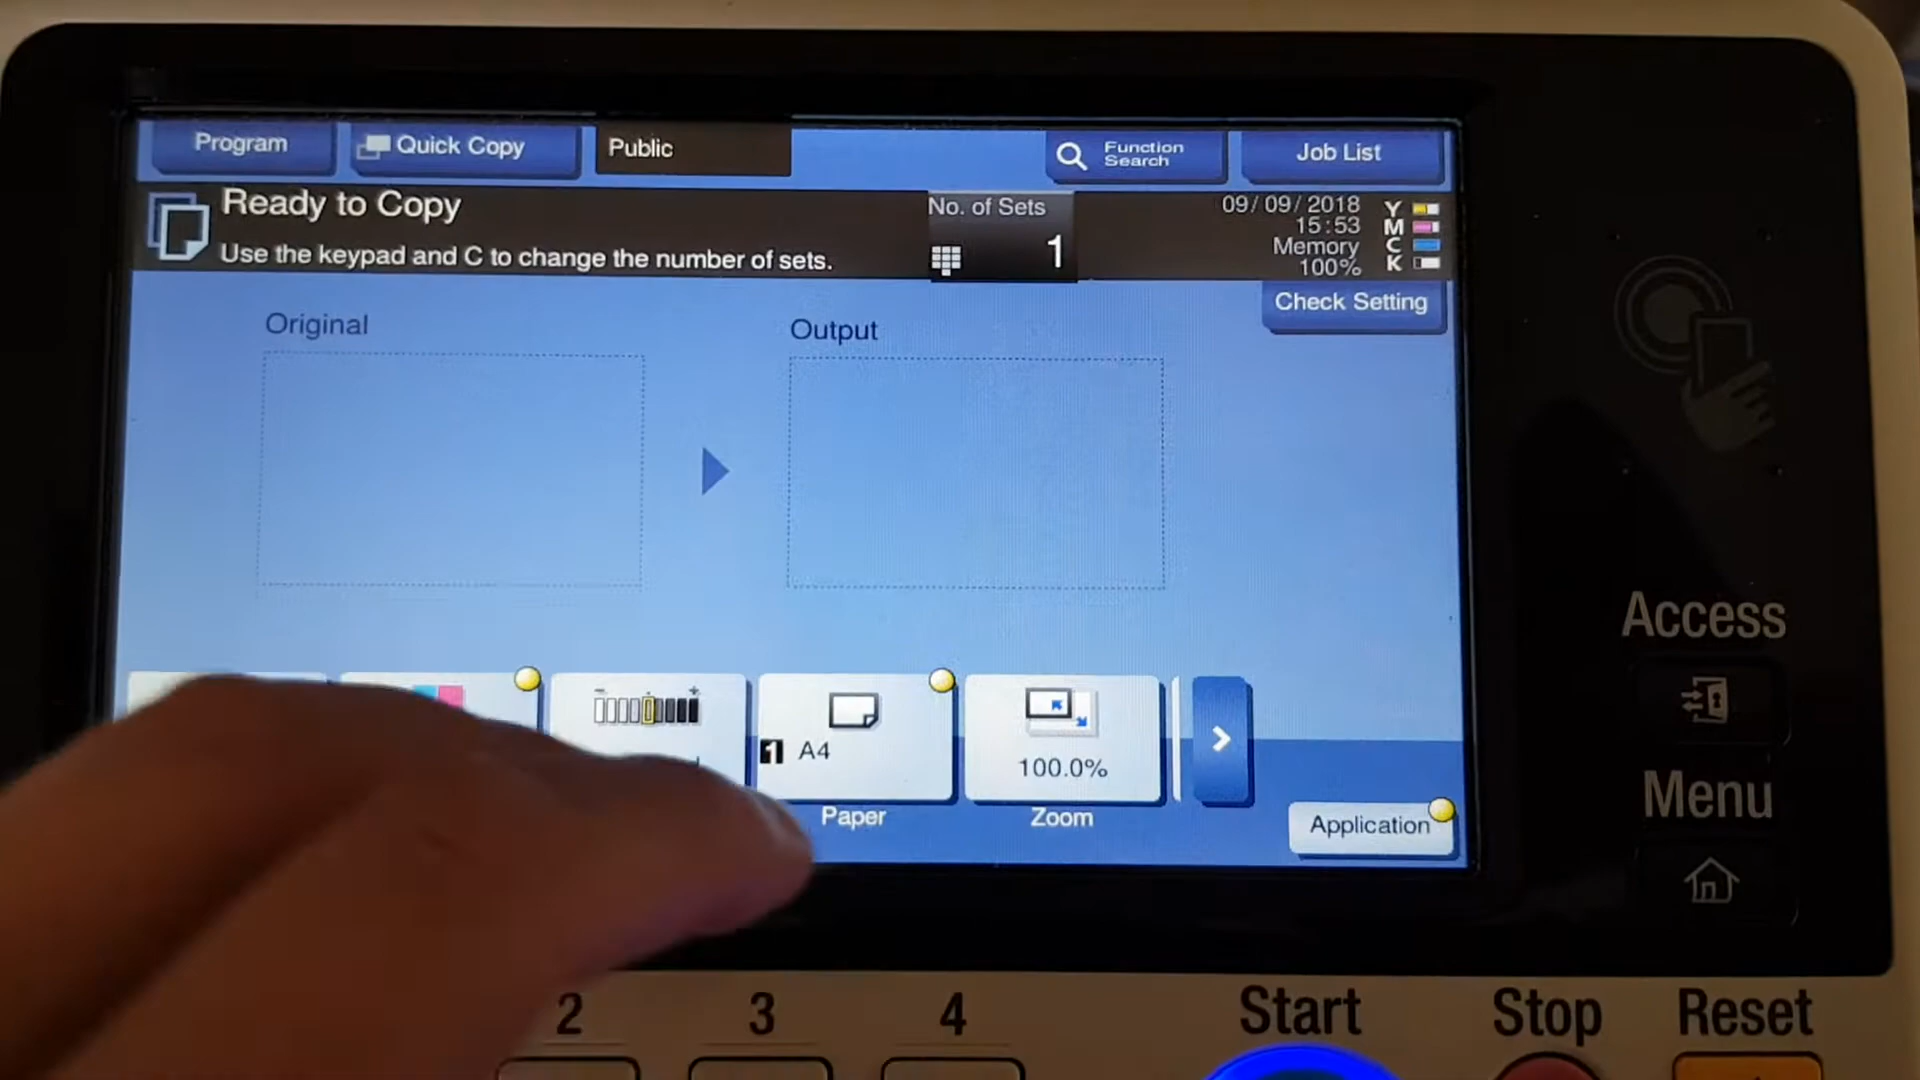 Program
Quick Copy
Public
Function
Search
Job List
Ready to Copy
Use the keypad and C to change the number of sets.
No. of Sets
1
09/09/2018
15:53
Memory
100%
Y
M
C
K
Check Setting
Original
Output
1 A4
100.0%
Paper
Zoom
Application
Access
Menu
2
3
4
Start
Stop
Reset